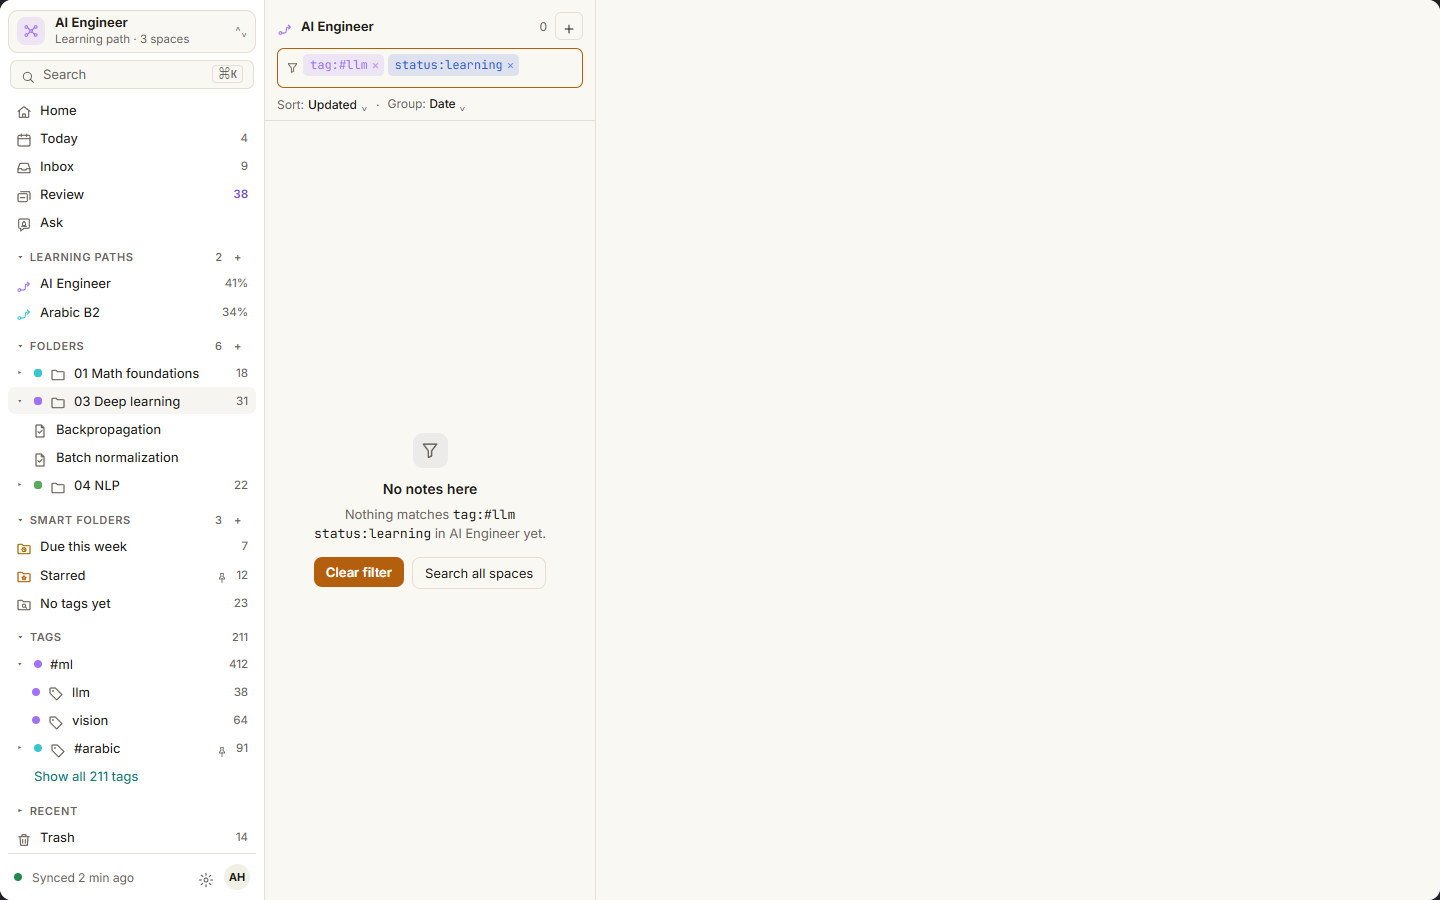 AI Engineer
Learning path · 3 spaces
Search ⌘K
Home
Today 4
Inbox 9
Review 38
Ask
LEARNING PATHS 2 +
AI Engineer 41%
Arabic B2 34%
FOLDERS 6 +
01 Math foundations 18
03 Deep learning 31
Backpropagation
Batch normalization
04 NLP 22
SMART FOLDERS 3 +
Due this week 7
Starred 12
No tags yet 23
TAGS 211
#ml 412
llm 38
vision 64
#arabic 91
Show all 211 tags
RECENT
Trash 14
Synced 2 min ago AH
AI Engineer 0 +
tag:#llm × status:learning ×
Sort: Updated · Group: Date
No notes here
Nothing matches tag:#llm
status:learning in AI Engineer yet.
Clear filter Search all spaces